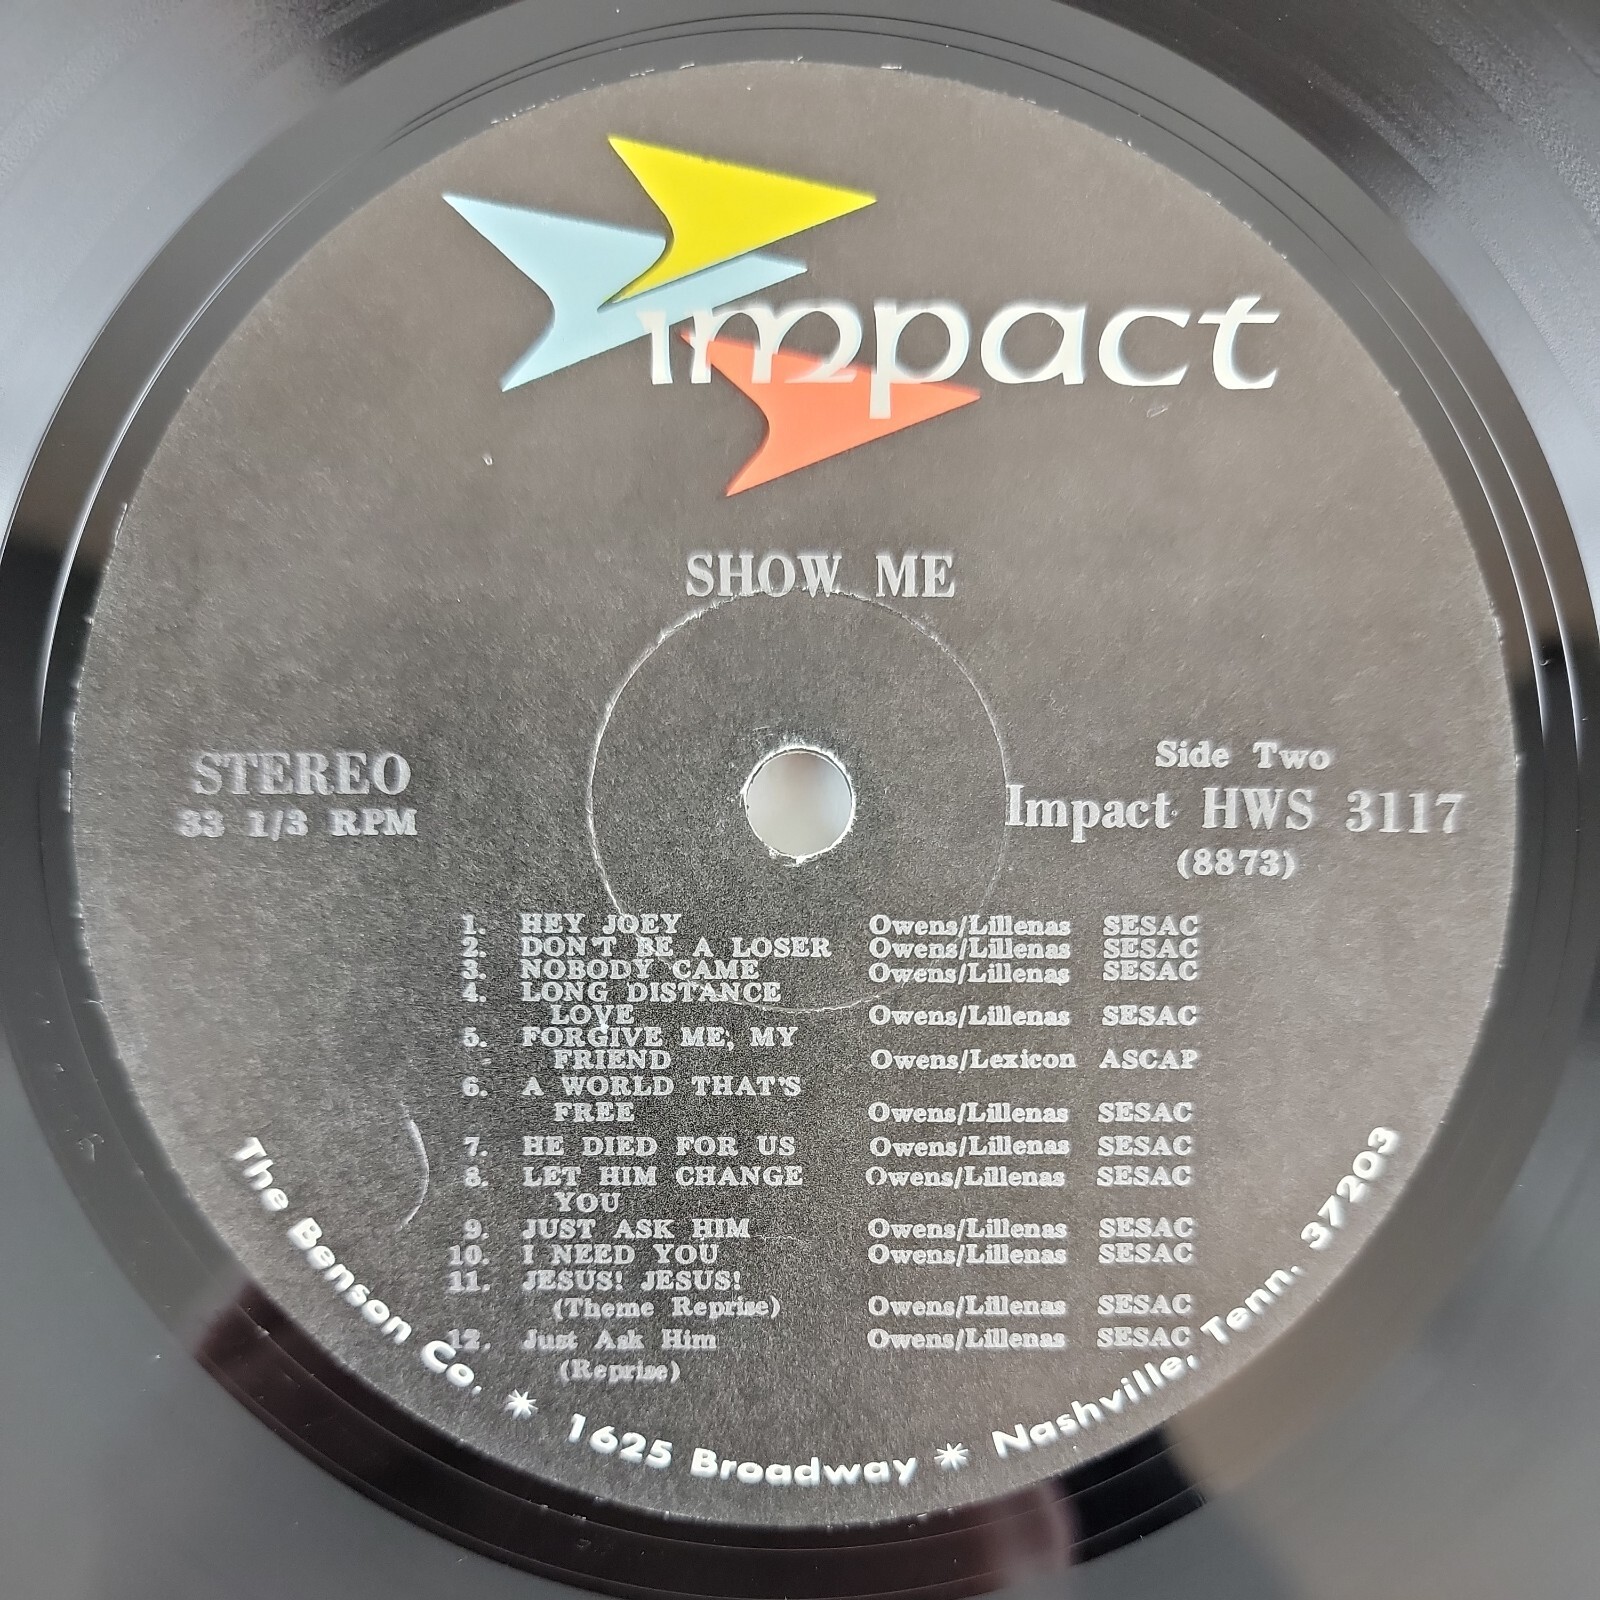 impact
SHOW ME
STEREO
33 1/3 RPM
Side Two
Impact HWS 3117
(8873)
1. HEY JOEY Owens/Lillenas SESAC
2. DON'T BE A LOSER Owens/Lillenas SESAC
3. NOBODY CAME Owens/Lillenas SESAC
4. LONG DISTANCE
LOVE Owens/Lillenas SESAC
5. FORGIVE ME, MY
FRIEND Owens/Lexicon ASCAP
6. A WORLD THAT'S
FREE Owens/Lillenas SESAC
7. HE DIED FOR US Owens/Lillenas SESAC
8. LET HIM CHANGE Owens/Lillenas SESAC
YOU
9. JUST ASK HIM Owens/Lillenas SESAC
10. I NEED YOU Owens/Lillenas SESAC
11. JESUS! JESUS!
(Theme Reprise) Owens/Lillenas SESAC
12. Just Ask Him Owens/Lillenas SESAC
(Reprise)
The Benson Co. * 1625 Broadway * Nashville, Tenn. 37203